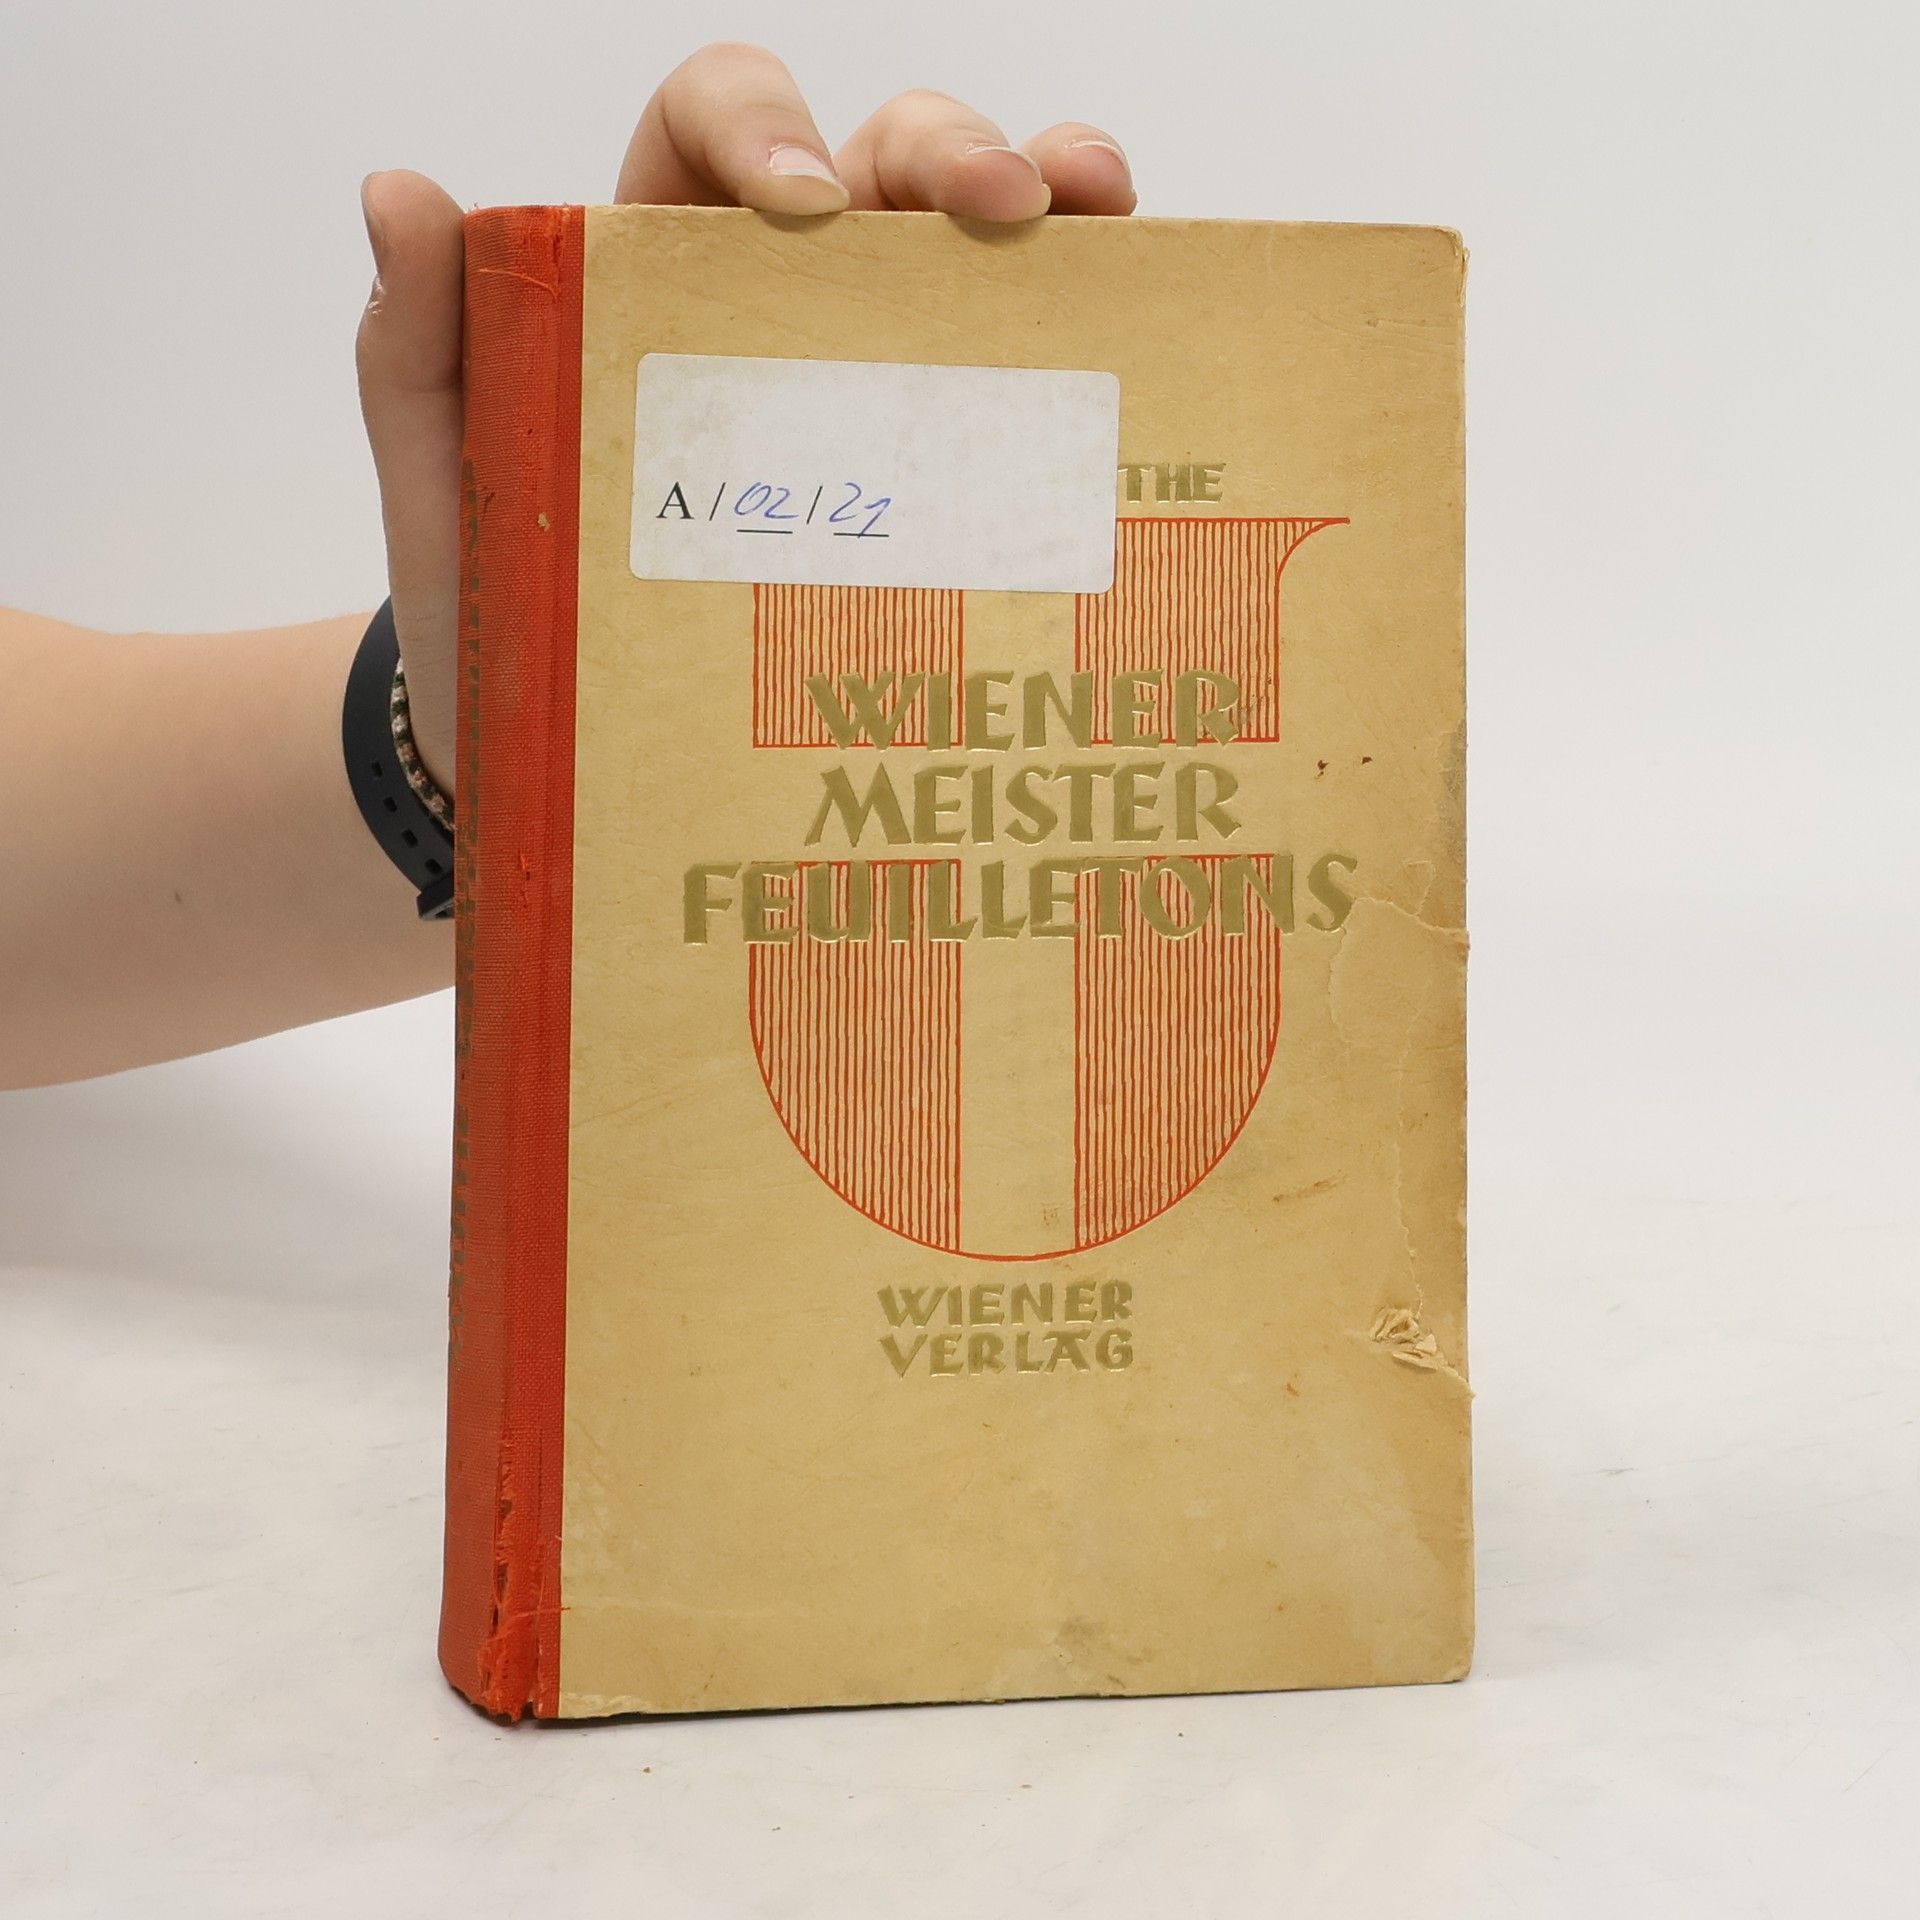 A / 02 / 21
THE
WIENER
MEISTER
FEUILLETONS
WIENER
VERLAG